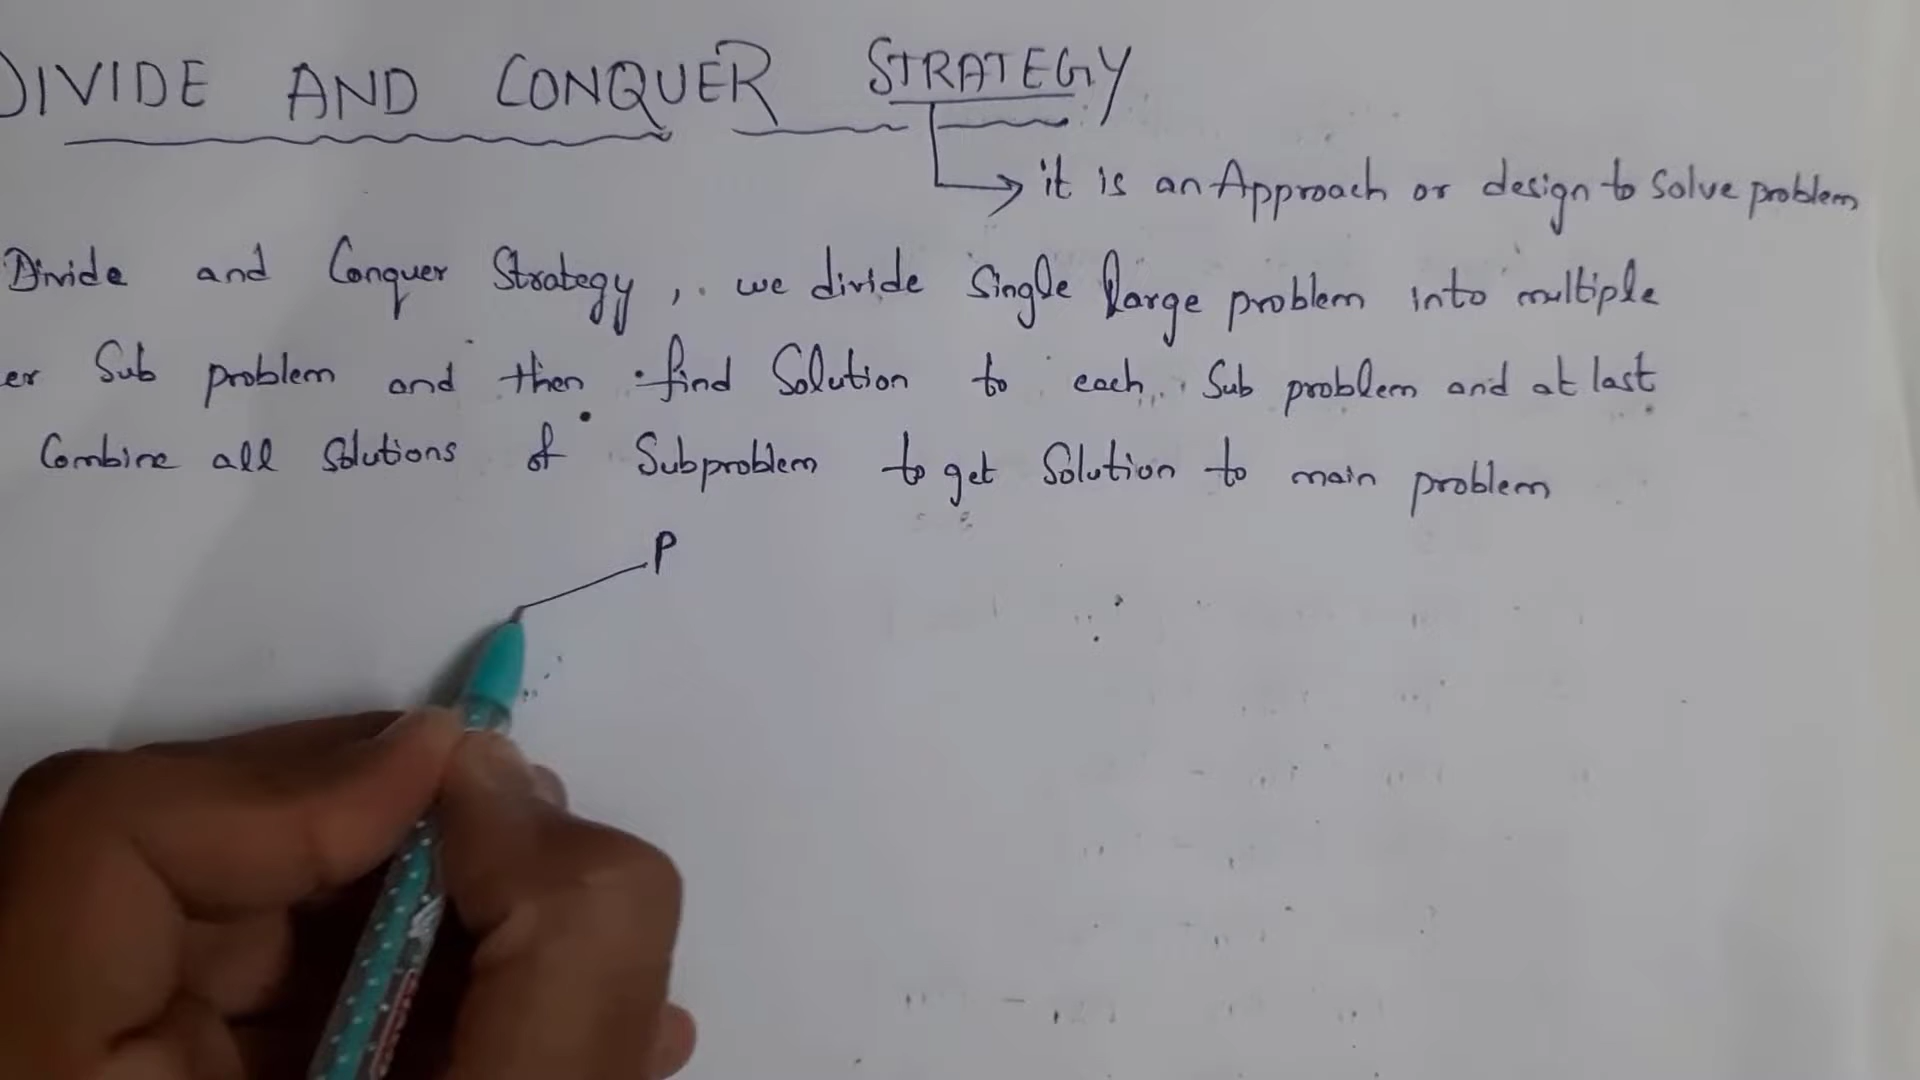 DIVIDE AND CONQUER STRATEGY
it is an Approach or design to Solve problem
Divide and Conquer Strategy, we divide Single large problem into multiple
er Sub problem and then find Solution to each Sub problem and at last
Combine all Solutions of Subproblem to get Solution to main problem
P